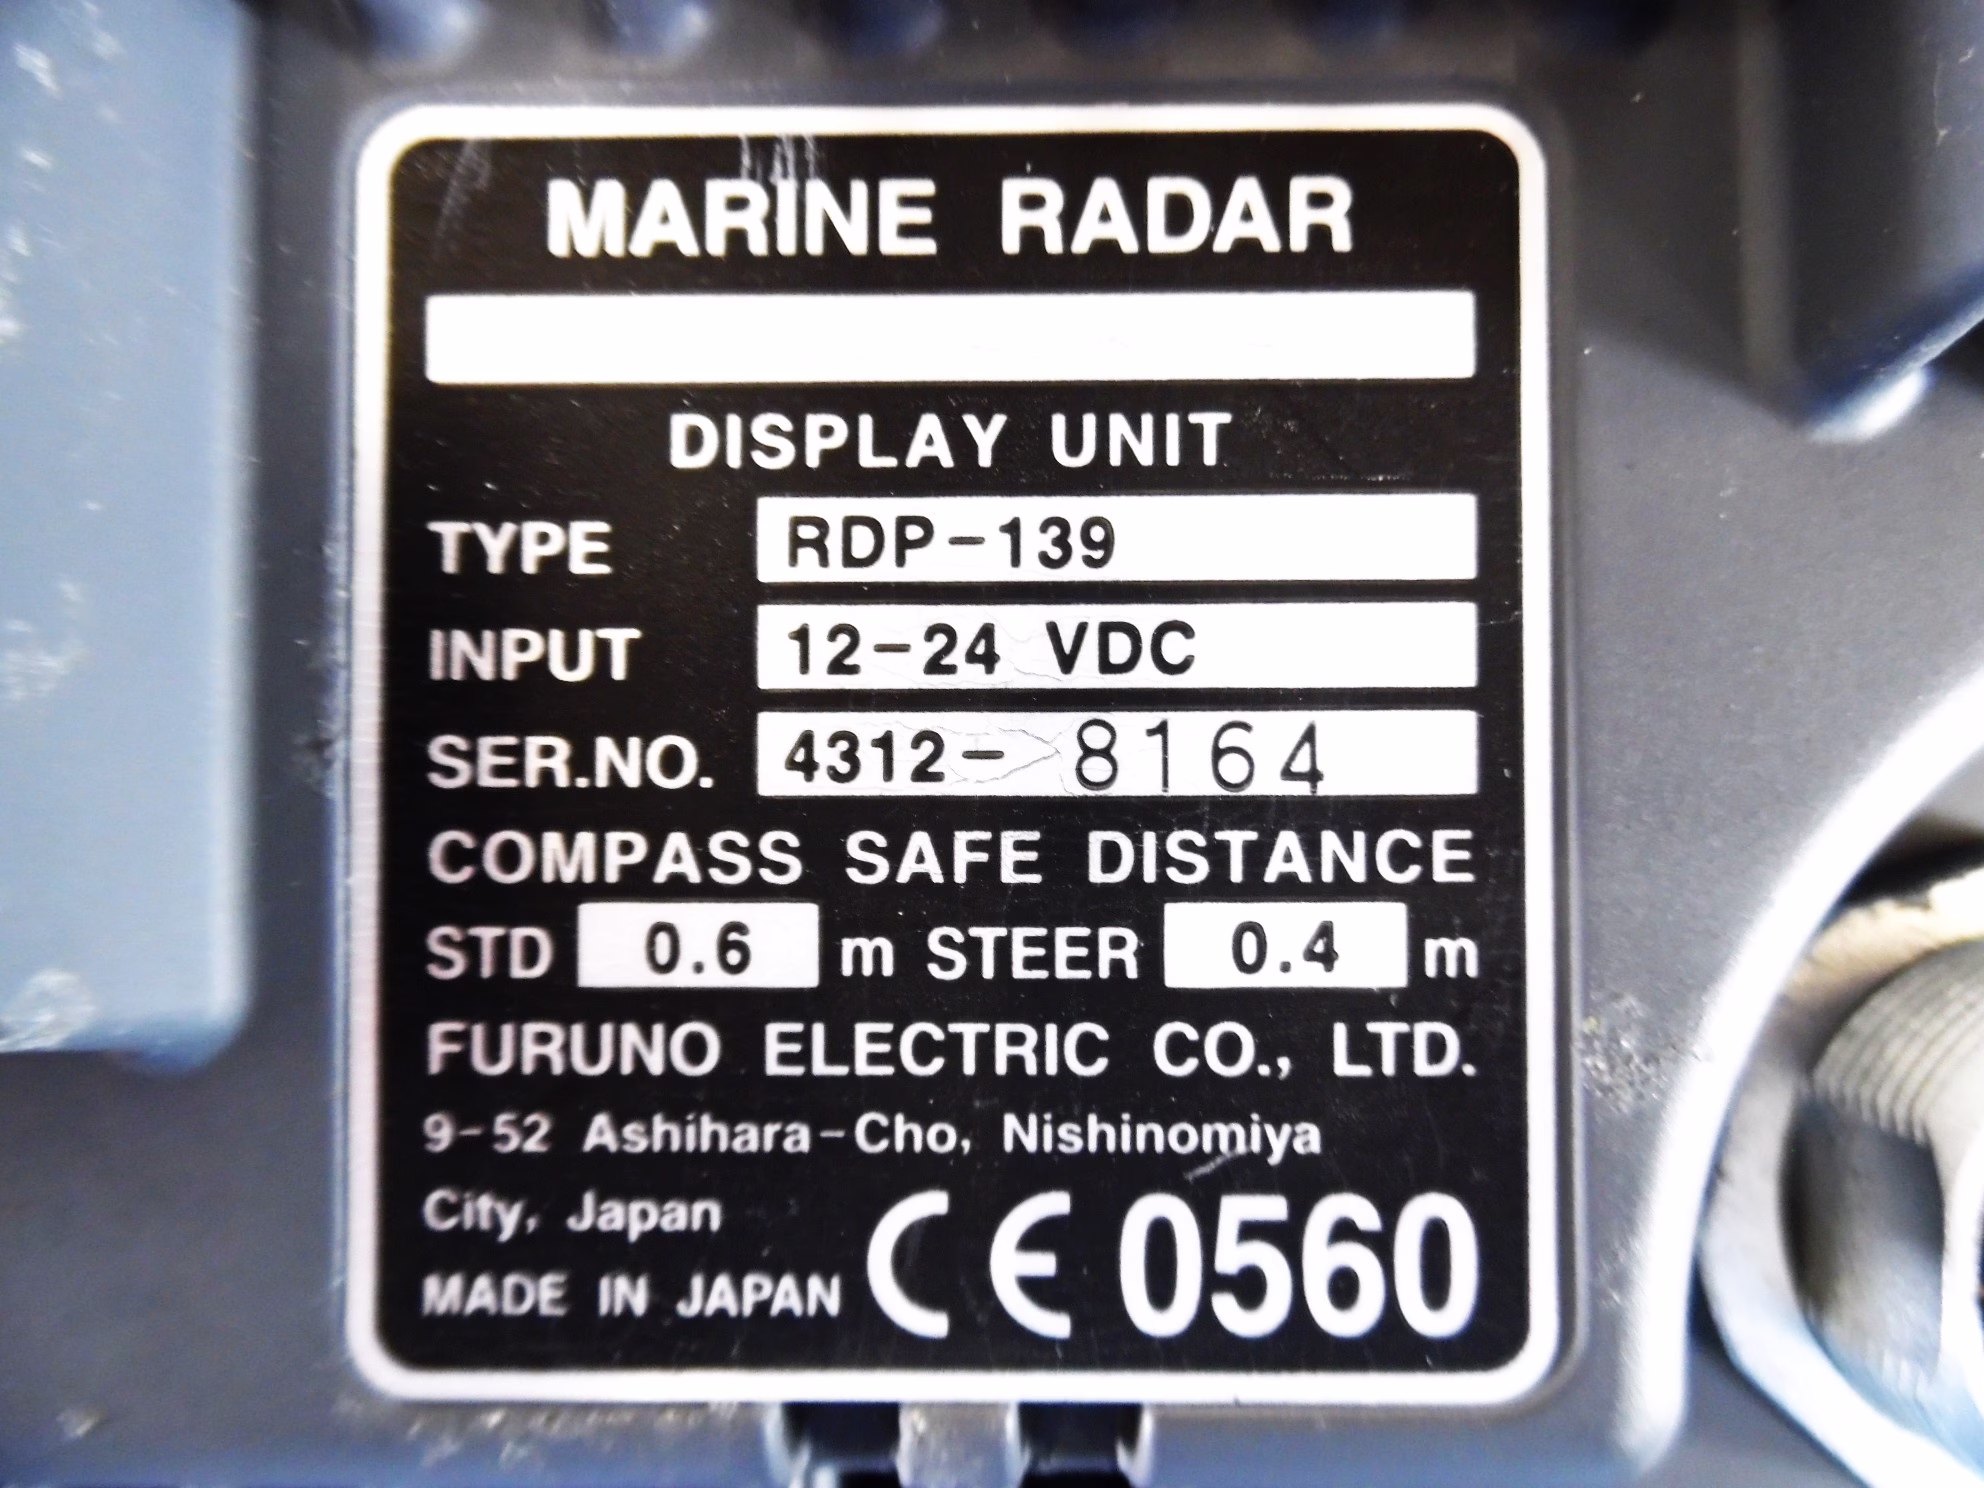 MARINE RADAR
DISPLAY UNIT
TYPE RDP-139
INPUT 12-24 VDC
SER.NO. 4312- 8164
COMPASS SAFE DISTANCE
STD 0.6 m STEER 0.4 m
FURUNO ELECTRIC CO., LTD.
9-52 Ashihara-Cho, Nishinomiya
City, Japan
MADE IN JAPAN CE 0560